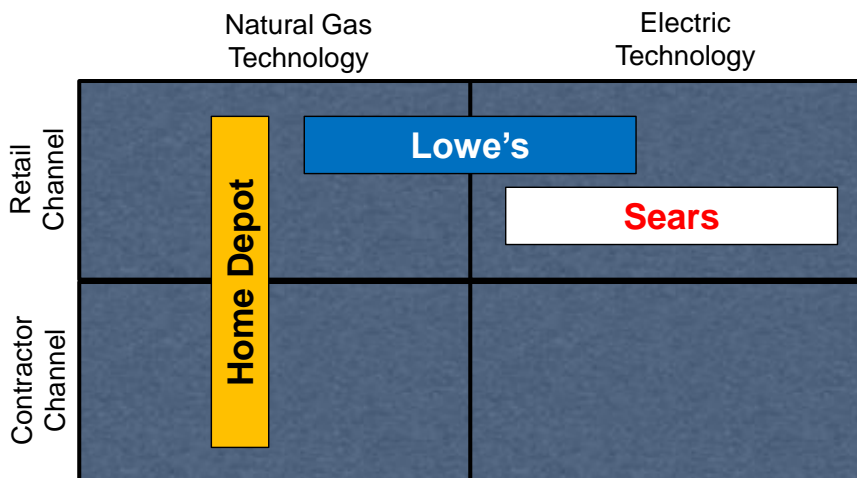 Natural Gas
Technology
Electric
Technology
Retail
Channel
Lowe's
Home Depot
Sears
Contractor
Channel